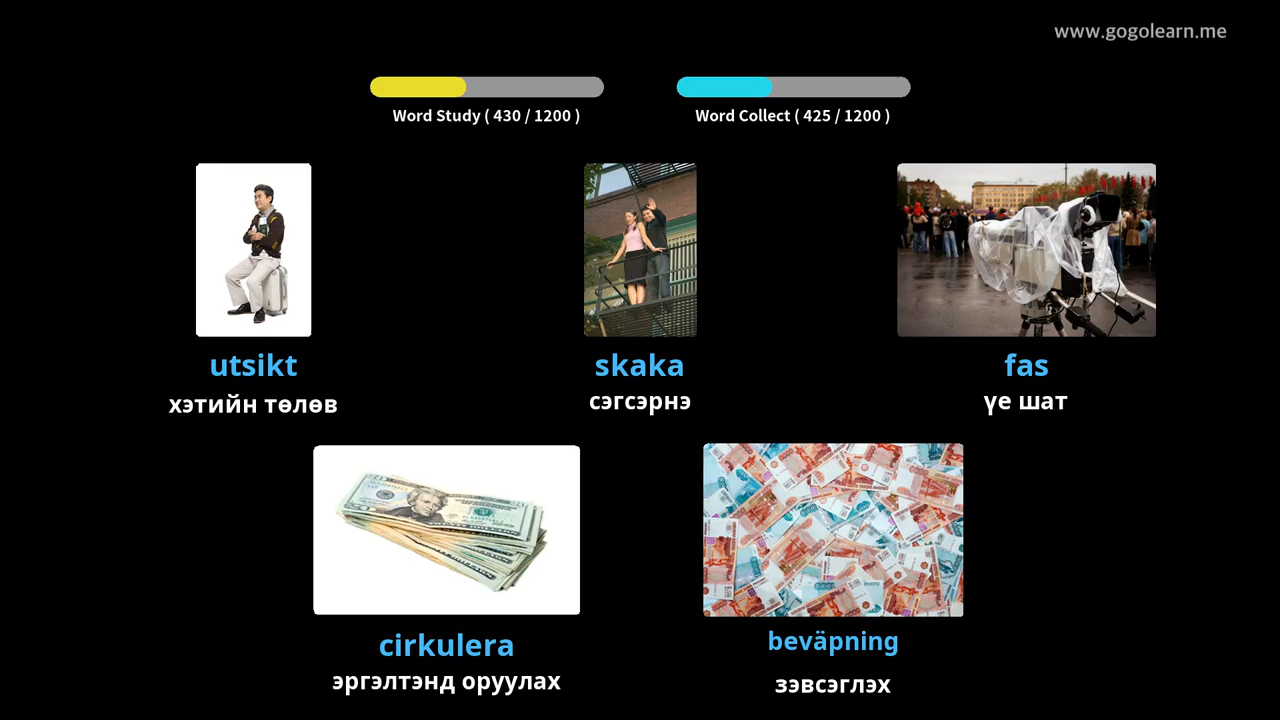 www.gogolearn.me
Word Study ( 430 / 1200 )
Word Collect ( 425 / 1200 )
utsikt
хэтийн төлөв
skaka
сэгсэрнэ
fas
үе шат
cirkulera
эргэлтэнд оруулах
beväpning
зэвсэглэх